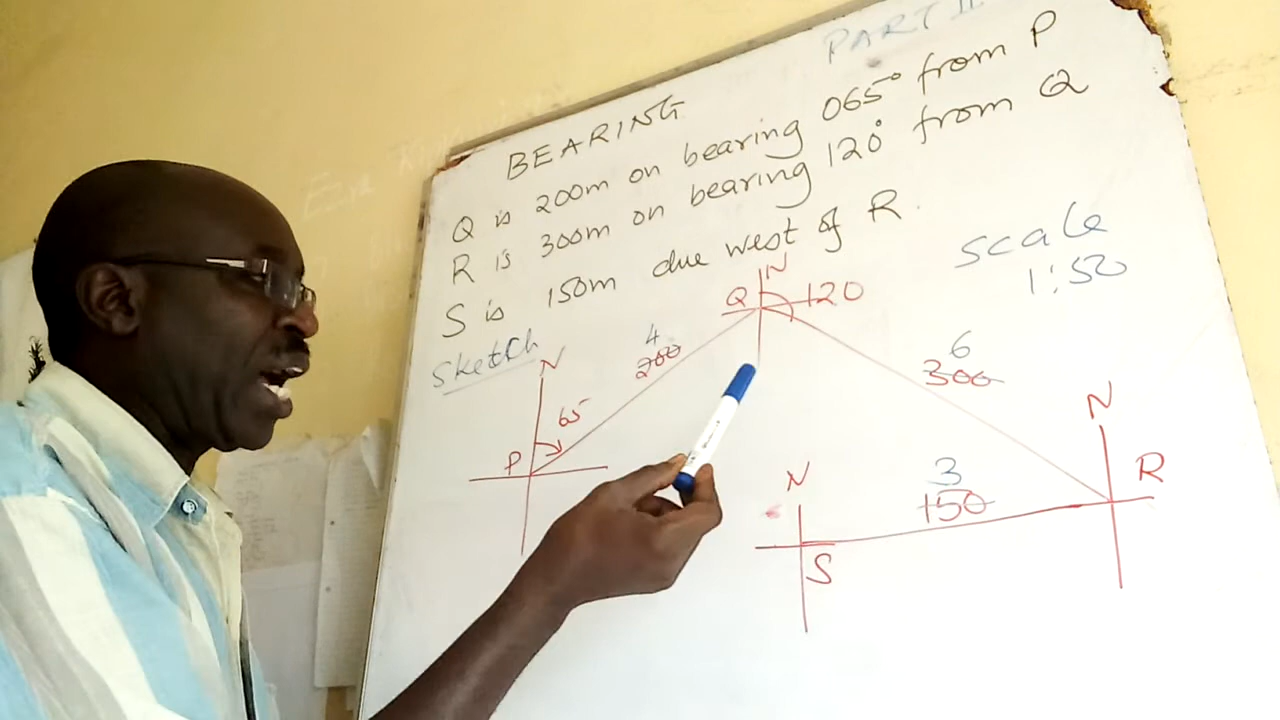 PART II
BEARING
Q is 200m on bearing 065° from P
R is 300m on bearing 120° from Q
S is 150m due west of R.
Scale
1:50
Sketch
N
Q
120
N
4
200
65
P
6
300
N
R
N
3
150
S